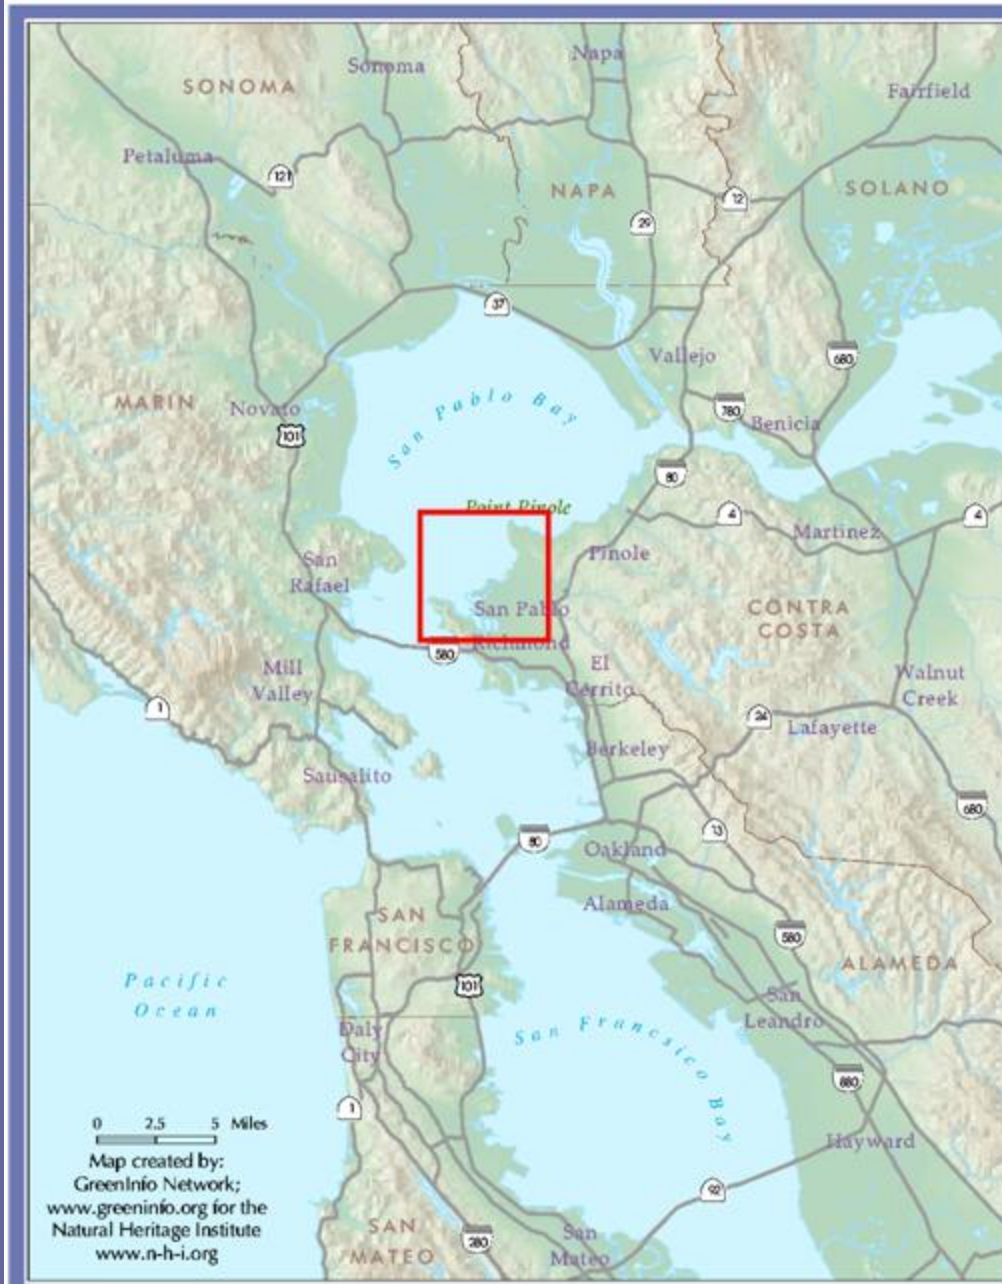 Sonoma
Napa
SONOMA
Fairfield
Petaluma
121
NAPA
12
SOLANO
29
37
Vallejo
680
MARIN
Novato
San Pablo Bay
780
Benicia
101
80
Point Pinole
4
Martinez
4
San
Rafael
Pinole
San Pablo
CONTRA
COSTA
580
Richmond
Mill
Valley
El
Cerrito
Walnut
Creek
1
24
Lafayette
Sausalito
Berkeley
680
80
13
Oakland
Alameda
SAN
FRANCISCO
580
ALAMEDA
Pacific
Ocean
101
San
Leandro
San Francsico Bay
Daly
City
880
1
Hayward
0 2.5 5 Miles
Map created by:
GreenInfo Network;
www.greeninfo.org for the
Natural Heritage Institute
www.n-h-i.org
92
SAN
MATEO
280
San
Mateo